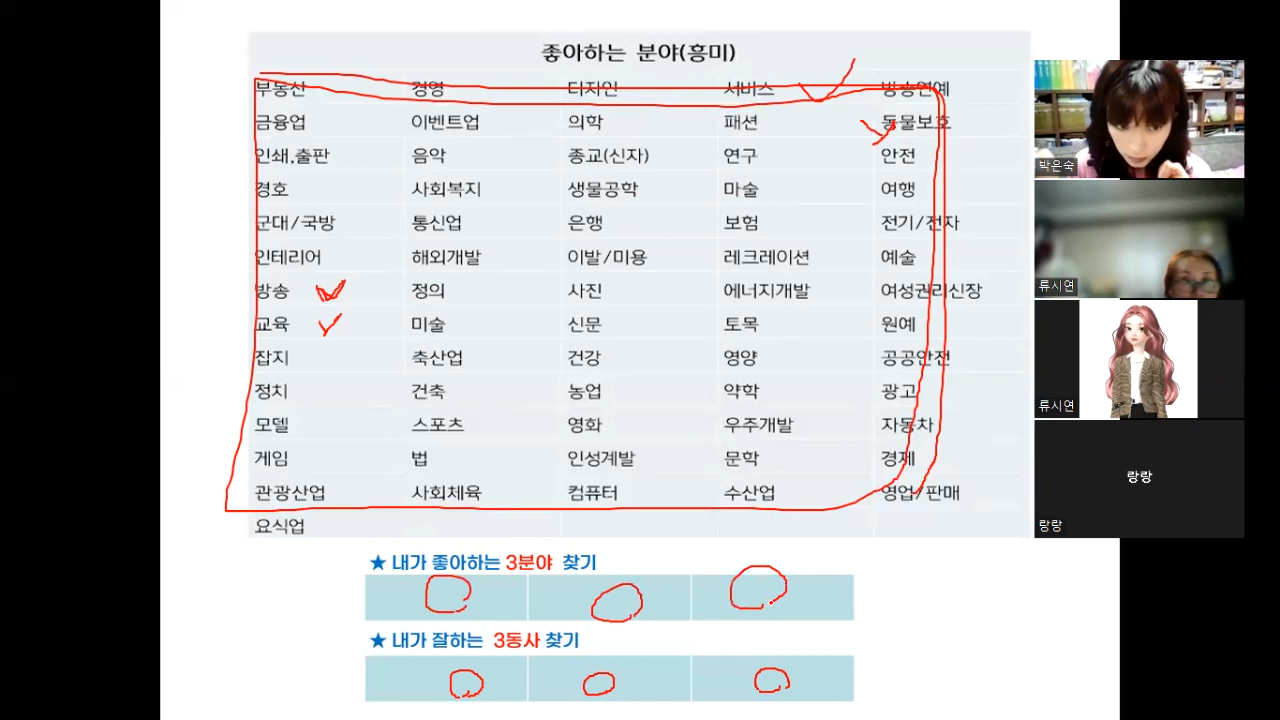 좋아하는 분야(흥미)
부동산 경영 디자인 서비스 방송연예
금융업 이벤트업 의학 패션 동물보호
인쇄,출판 음악 종교(신자) 연구 안전
경호 사회복지 생물공학 마술 여행
군대/국방 통신업 은행 보험 전기/전자
인테리어 해외개발 이발/미용 레크레이션 예술
방송 정의 사진 에너지개발 여성권리신장
교육 미술 신문 토목 원예
잡지 축산업 건강 영양 공공안전
정치 건축 농업 약학 광고
모델 스포츠 영화 우주개발 자동차
게임 법 인성계발 문학 경제
관광산업 사회체육 컴퓨터 수산업 영업/판매
요식업
★ 내가 좋아하는 3분야 찾기
★ 내가 잘하는 3동사 찾기
박은숙
류시연
류시연
랑랑
랑랑